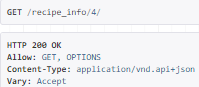 GET /recipe_info/4/
HTTP 200 OK
Allow: GET, OPTIONS
Content-Type: application/vnd.api+json
Vary: Accept